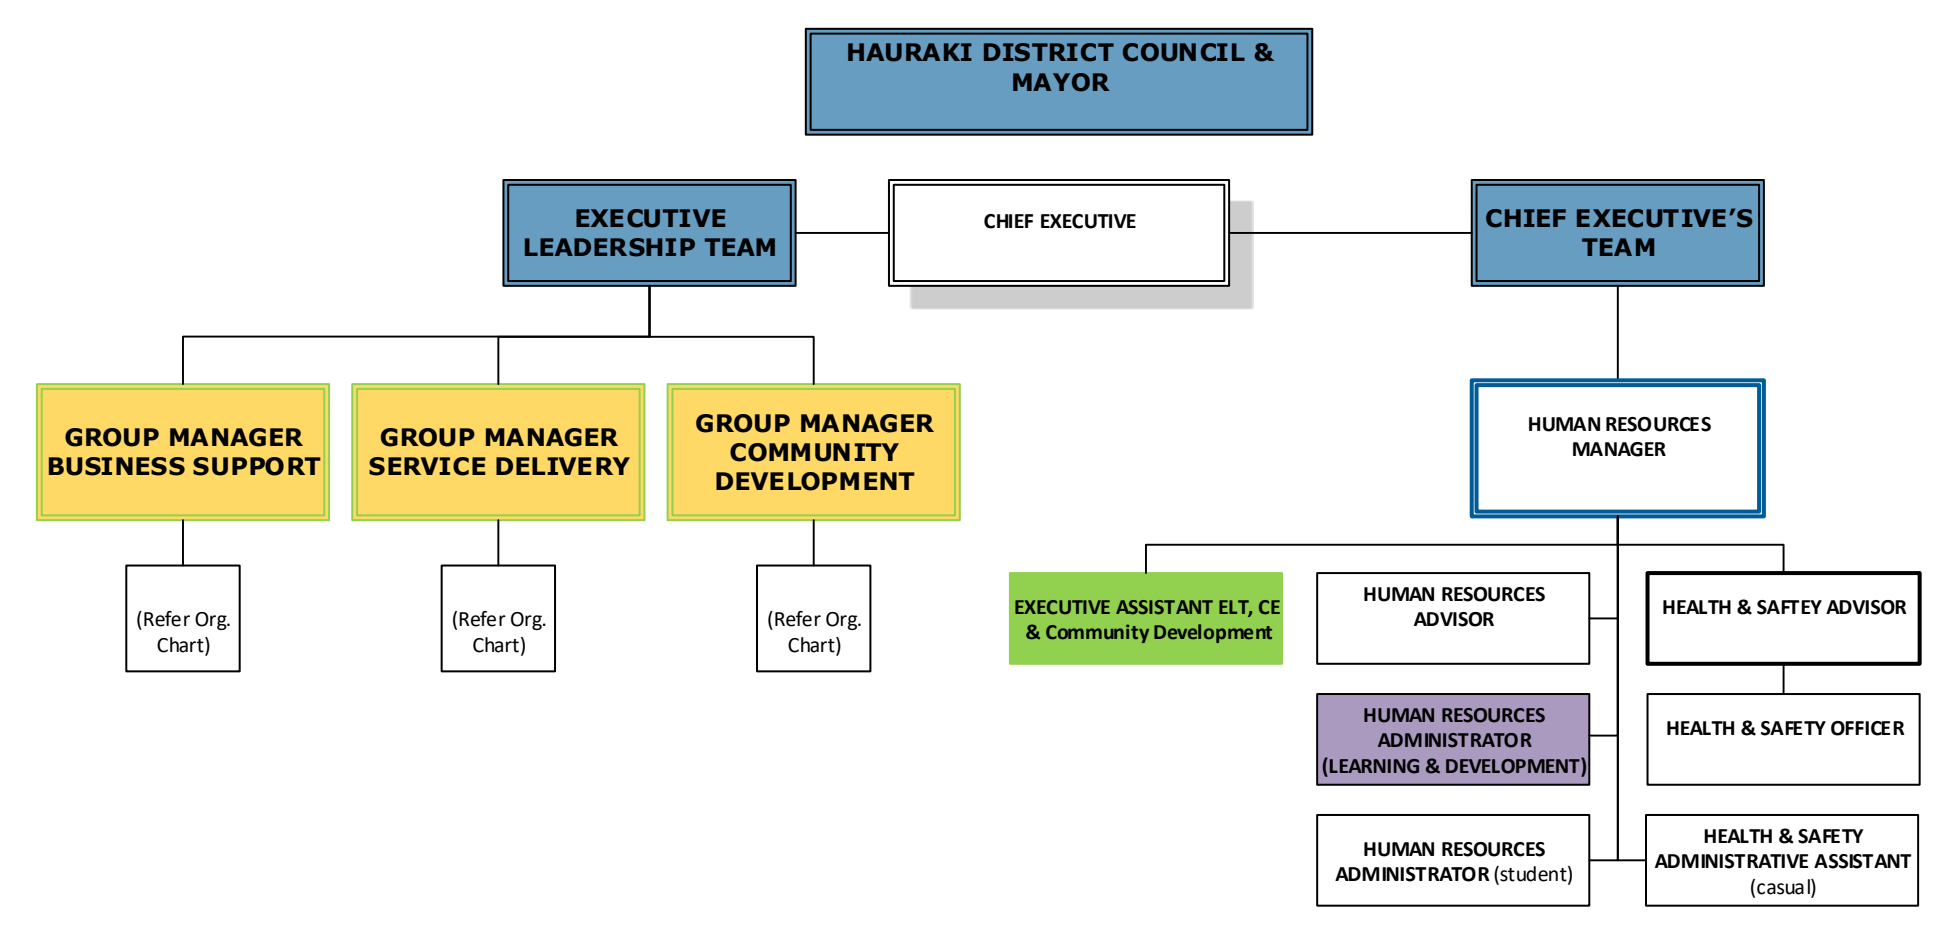 HAURAKI DISTRICT COUNCIL &
MAYOR
EXECUTIVE
LEADERSHIP TEAM
CHIEF EXECUTIVE
CHIEF EXECUTIVE’S
TEAM
GROUP MANAGER
BUSINESS SUPPORT
GROUP MANAGER
SERVICE DELIVERY
GROUP MANAGER
COMMUNITY
DEVELOPMENT
HUMAN RESOURCES
MANAGER
(Refer Org.
Chart)
(Refer Org.
Chart)
(Refer Org.
Chart)
EXECUTIVE ASSISTANT ELT, CE
& Community Development
HUMAN RESOURCES
ADVISOR
HEALTH & SAFTEY ADVISOR
HUMAN RESOURCES
ADMINISTRATOR
(LEARNING & DEVELOPMENT)
HEALTH & SAFETY OFFICER
HUMAN RESOURCES
ADMINISTRATOR (student)
HEALTH & SAFETY
ADMINISTRATIVE ASSISTANT
(casual)